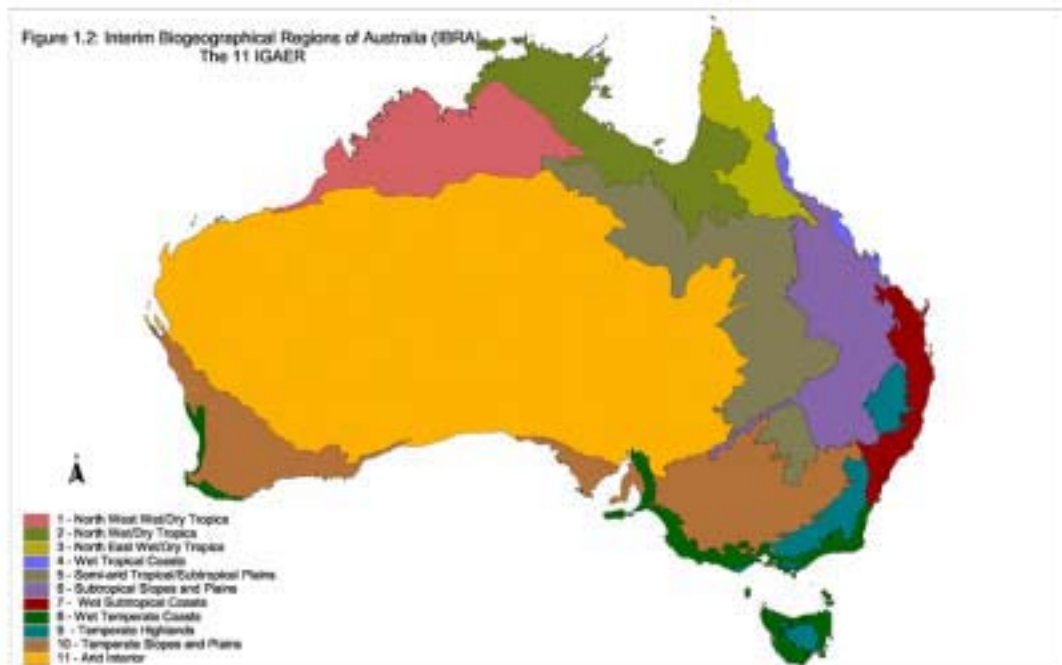 Figure 1.2: Interim Biogeographical Regions of Australia (IBRA)
The 11 IGAER
1 - North West Wet/Dry Tropics
2 - North Wet/Dry Tropics
3 - North East Wet/Dry Tropics
4 - Wet Tropical Coasts
5 - Semi-arid Tropical/Subtropical Plains
6 - Subtropical Slopes and Plains
7 - Wet Subtropical Coasts
8 - Wet Temperate Coasts
9 - Temperate Highlands
10 - Temperate Slopes and Plains
11 - Arid Interior